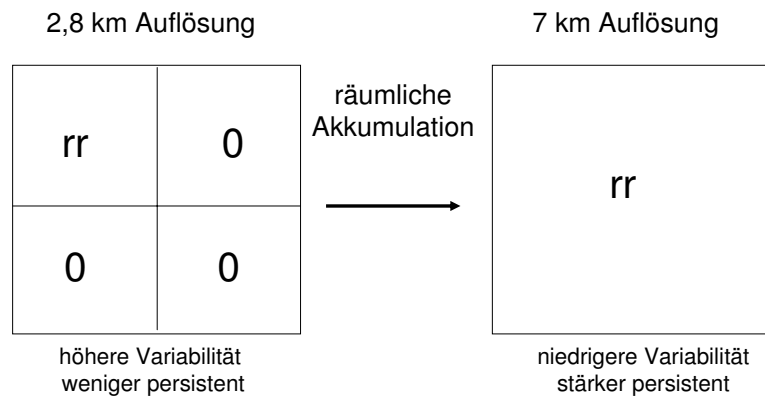 2,8 km Auflösung
7 km Auflösung
räumliche
Akkumulation
rr 0
0 0
rr
höhere Variabilität
weniger persistent
niedrigere Variabilität
stärker persistent